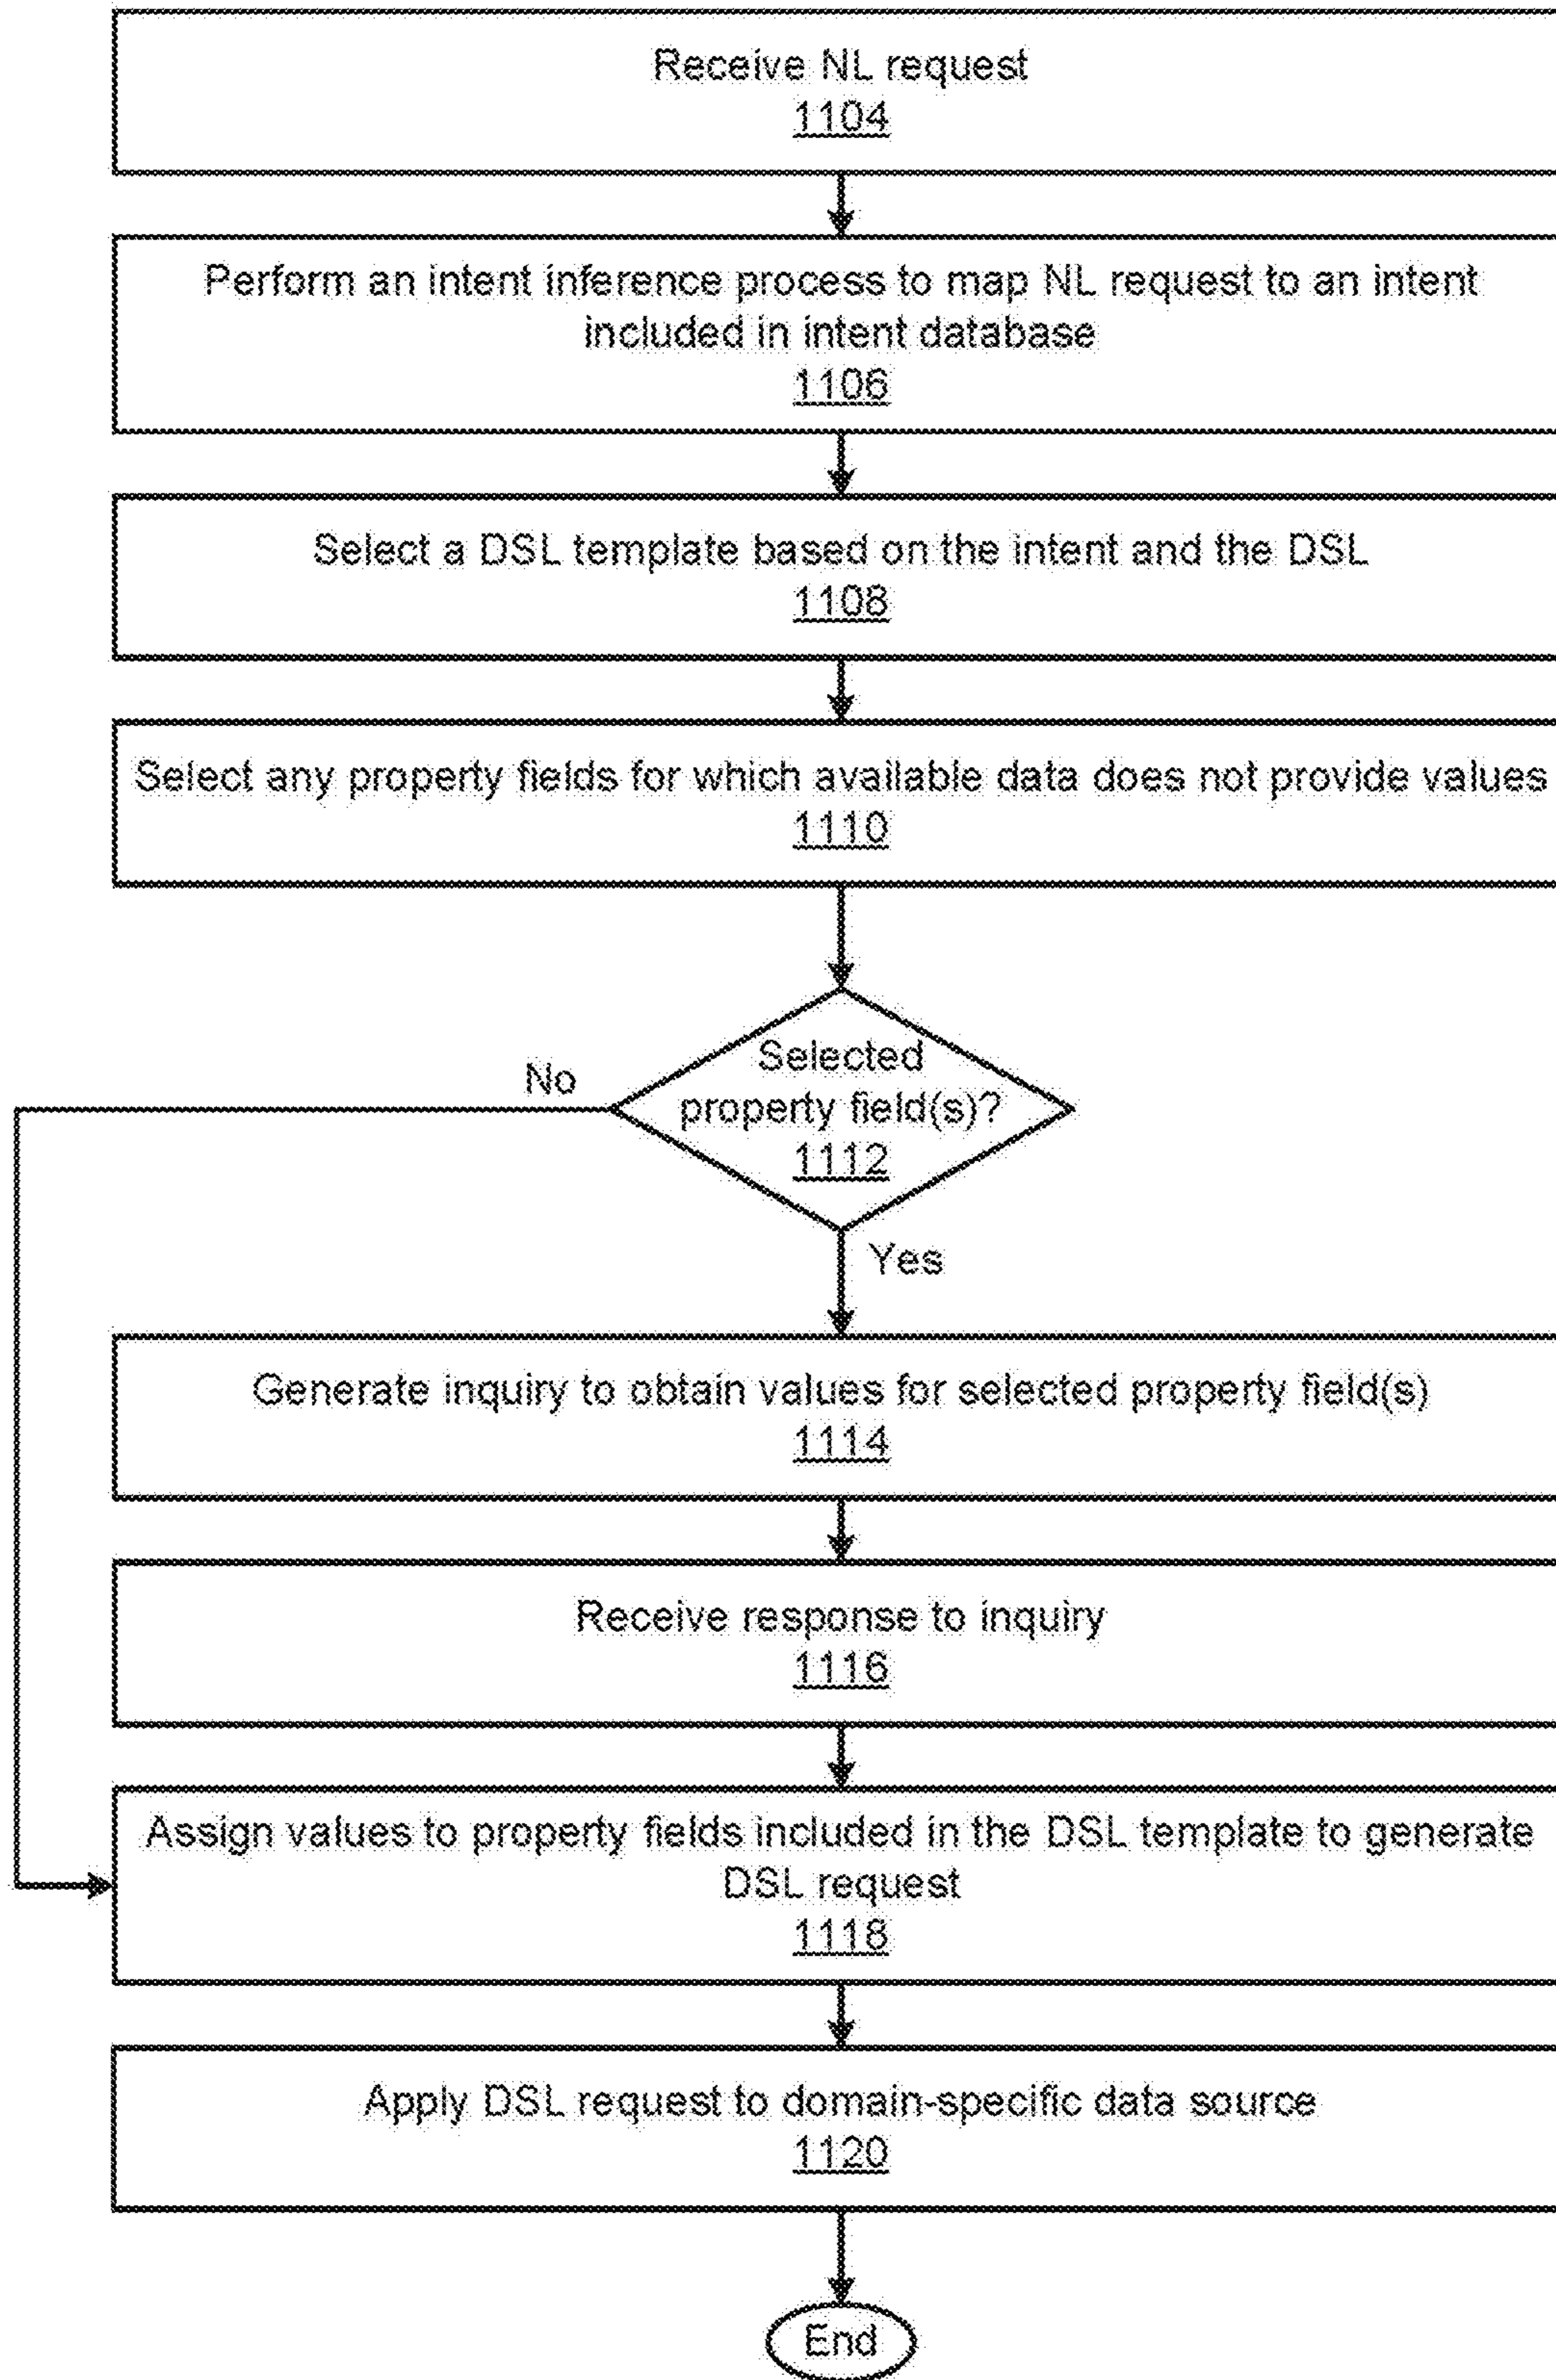 Receive NL request
1104
Perform an intent inference process to map NL request to an intent
included in intent database
1106
Select a DSL template based on the intent and the DSL
1108
Select any property fields for which available data does not provide values
1110
Selected
property field(s)?
1112
No
Yes
Generate inquiry to obtain values for selected property field(s)
1114
Receive response to inquiry
1116
Assign values to property fields included in the DSL template to generate
DSL request
1118
Apply DSL request to domain-specific data source
1120
End